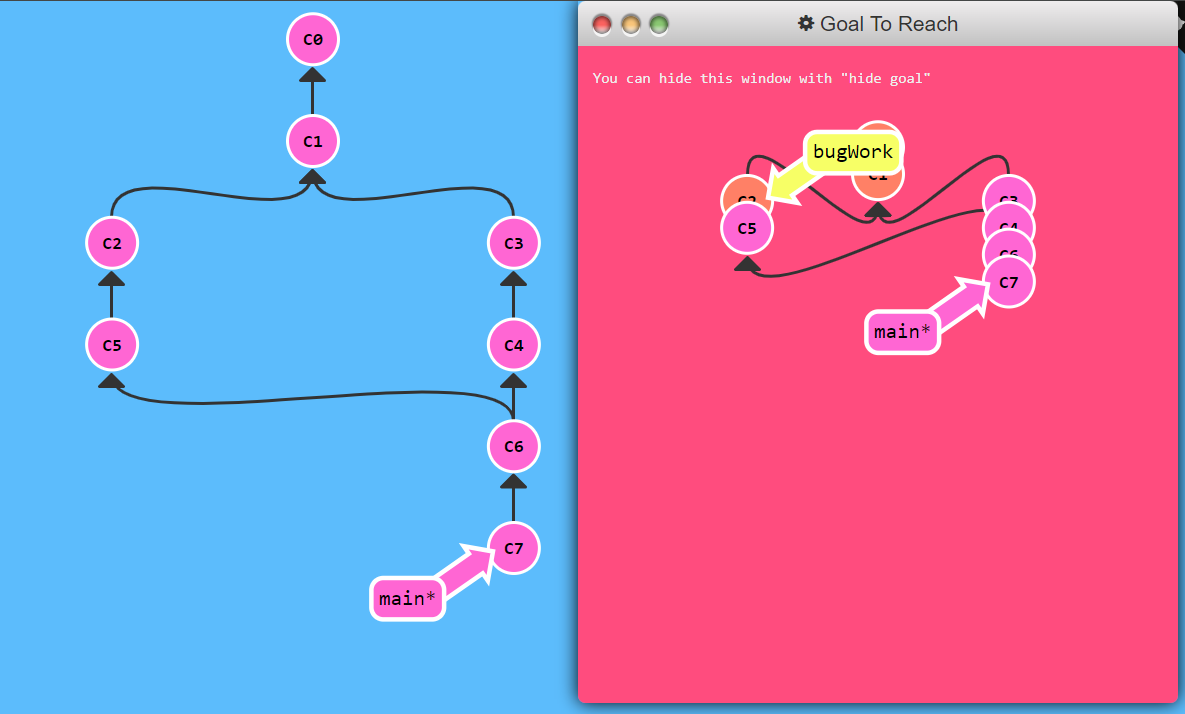 C0
C1
C2
C3
C5
C4
C6
C7
main*
Goal To Reach
You can hide this window with "hide goal"
bugWork
C1
C2
C3
C5
C4
C6
C7
main*